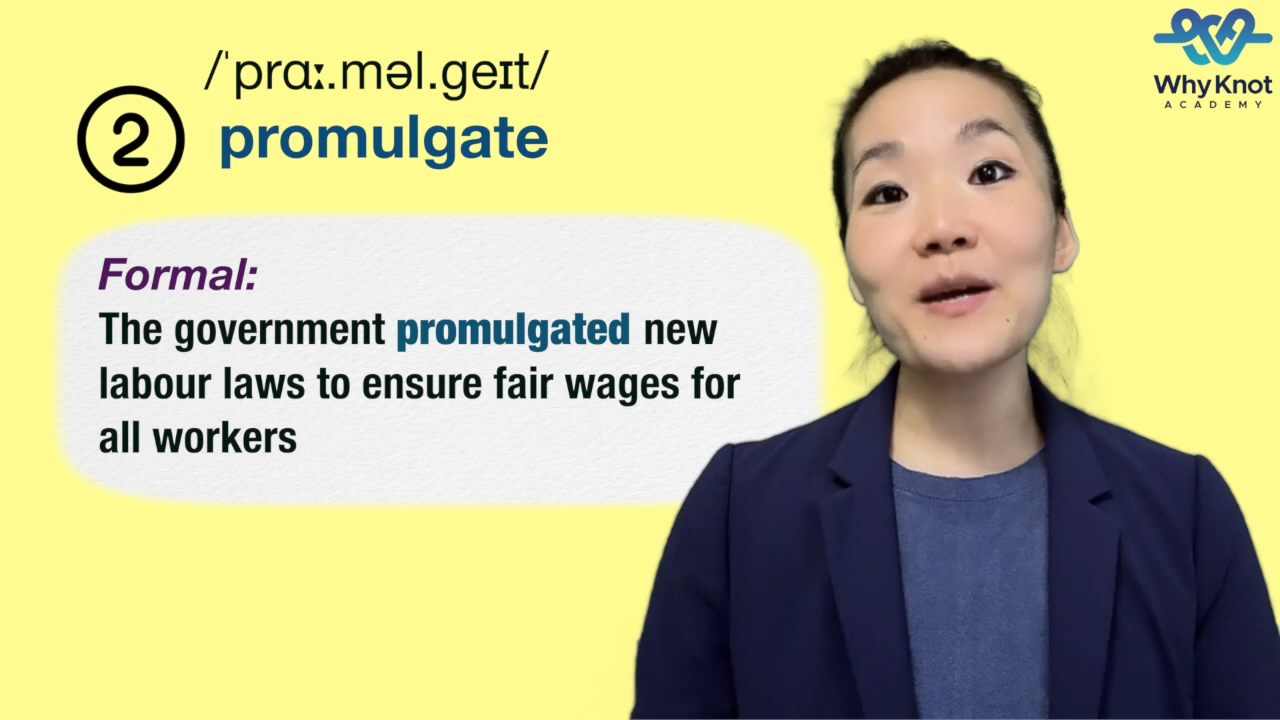 /ˈprɑː.məl.geɪt/
2 promulgate
Formal:
The government promulgated new
labour laws to ensure fair wages for
all workers
Why Knot
ACADEMY